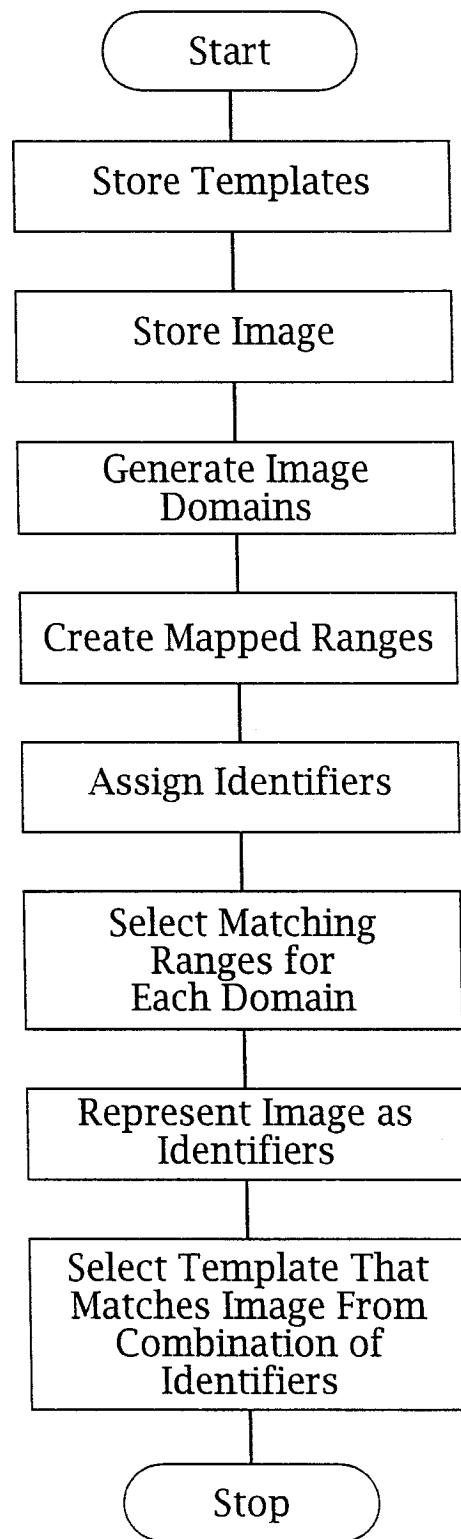 Start
Store Templates
Store Image
Generate Image
Domains
Create Mapped Ranges
Assign Identifiers
Select Matching
Ranges for
Each Domain
Represent Image as
Identifiers
Select Template That
Matches Image From
Combination of
Identifiers
Stop